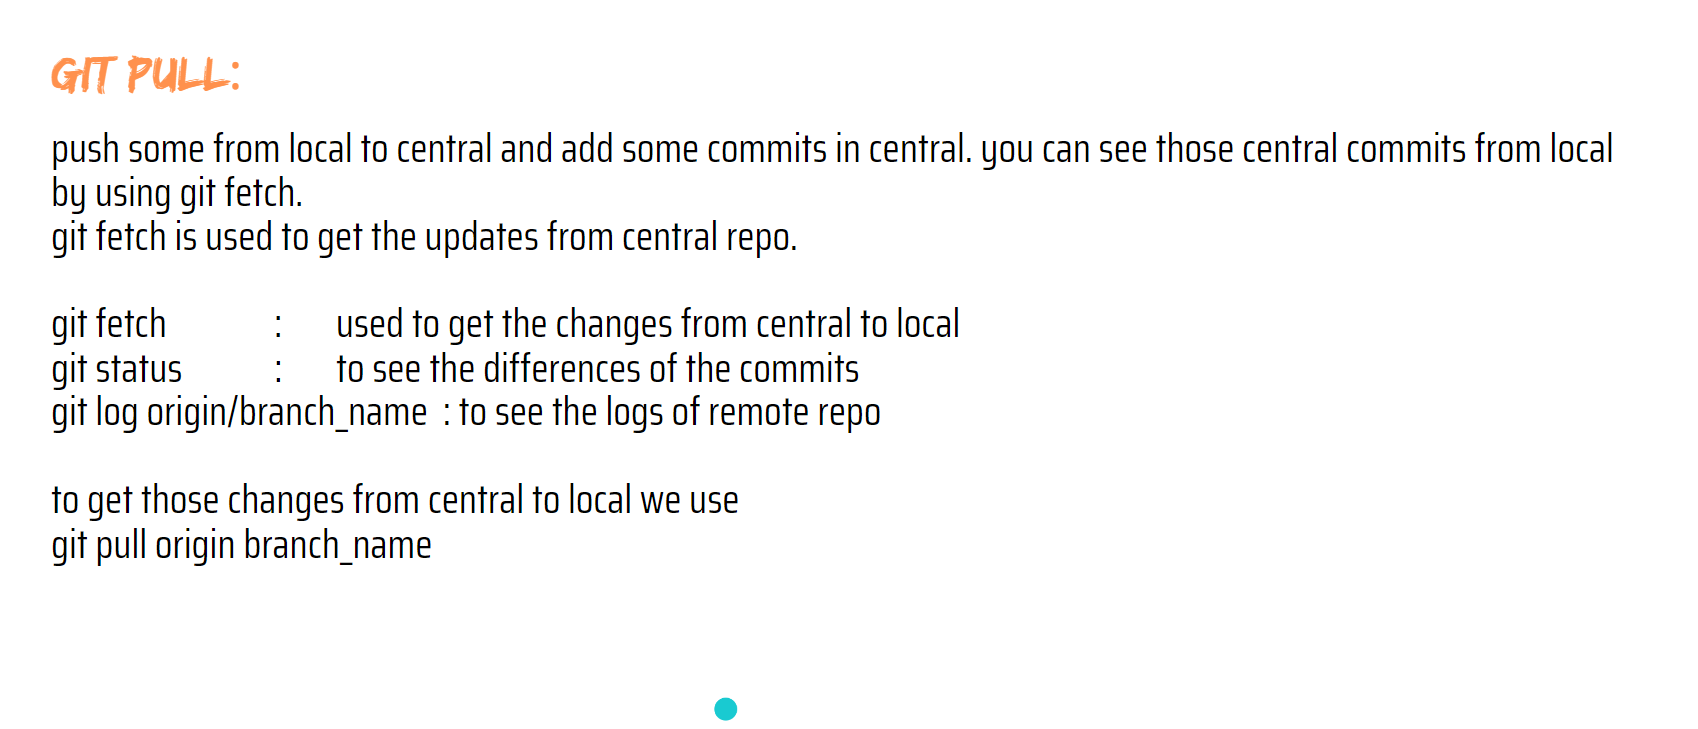 GIT PULL:
push some from local to central and add some commits in central. you can see those central commits from local
by using git fetch.
git fetch is used to get the updates from central repo.
git fetch : used to get the changes from central to local
git status : to see the differences of the commits
git log origin/branch_name : to see the logs of remote repo
to get those changes from central to local we use
git pull origin branch_name